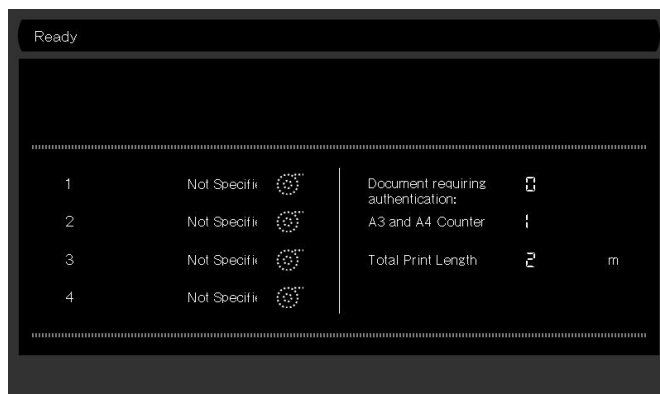 Ready
1 Not Specifi
2 Not Specifi
3 Not Specifi
4 Not Specifi
Document requiring 0
authentication:
A3 and A4 Counter 1
Total Print Length 2 m